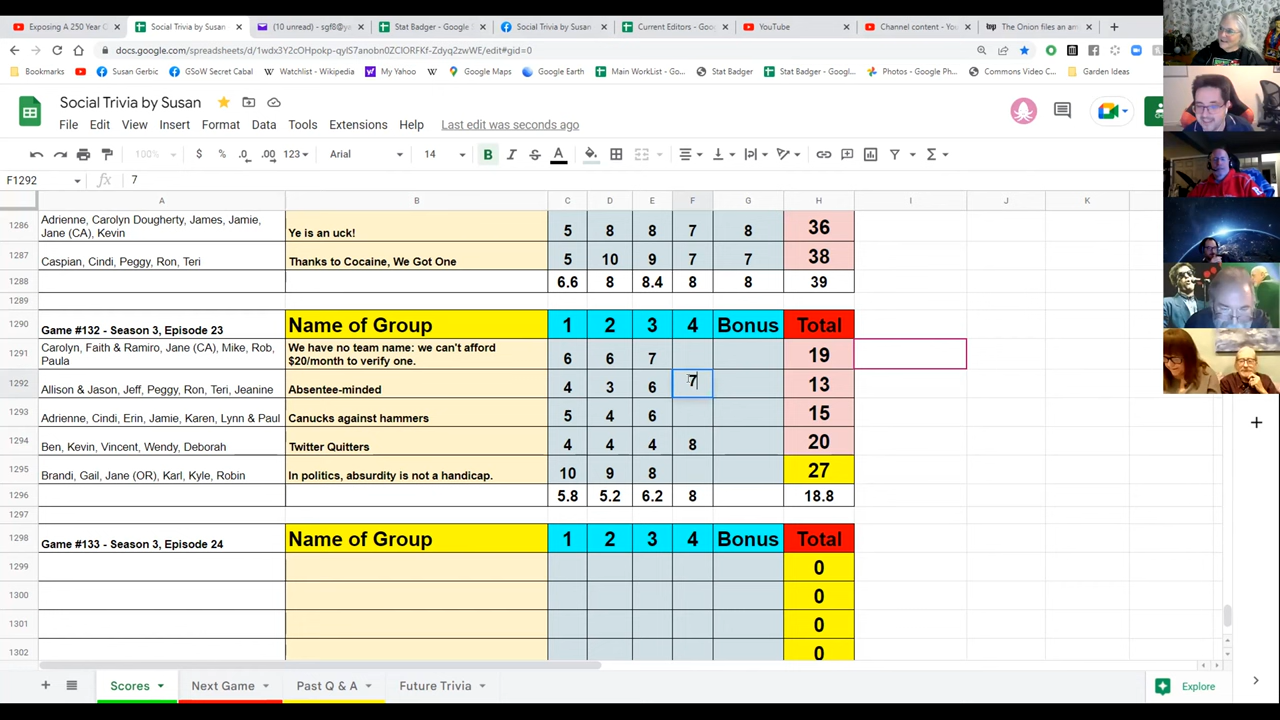 Exposing A 250 Year C
Social Trivia by Susan
(10 unread) - sgf8@ye
Stat Badger - Google
Social Trivia by Susan
Current Editors - Goo
YouTube
Channel content - You
The Onion files an am
docs.google.com/spreadsheets/d/1wdx3Y2cOHpokp-qyIS7anobn0ZCIORFKf-Zdyq2zwWE/edit#gid=0
Bookmarks
Susan Gerbic
GSoW Secret Cabal
Watchlist - Wikipedia
My Yahoo
Google Maps
Google Earth
Main WorkList - Go
Stat Badger
Stat Badger - Googl
Photos - Google Ph
Commons Video C
Garden Ideas
Social Trivia by Susan
File Edit View Insert Format Data Tools Extensions Help Last edit was seconds ago
100% $ % .0 .00 123 Arial 14 B I S A
F1292 fx 7
A B C D E F G H I J K
1286 Adrienne, Carolyn Dougherty, James, Jamie,
Jane (CA), Kevin Ye is an uck! 5 8 8 7 8 36
1287 Caspian, Cindi, Peggy, Ron, Teri Thanks to Cocaine, We Got One 5 10 9 7 7 38
1288 6.6 8 8.4 8 8 39
1289
1290 Game #132 - Season 3, Episode 23 Name of Group 1 2 3 4 Bonus Total
1291 Carolyn, Faith & Ramiro, Jane (CA), Mike, Rob,
Paula We have no team name: we can't afford
$20/month to verify one. 6 6 7 19
1292 Allison & Jason, Jeff, Peggy, Ron, Teri, Jeanine Absentee-minded 4 3 6 7 13
1293 Adrienne, Cindi, Erin, Jamie, Karen, Lynn & Paul Canucks against hammers 5 4 6 15
1294 Ben, Kevin, Vincent, Wendy, Deborah Twitter Quitters 4 4 4 8 20
1295 Brandi, Gail, Jane (OR), Karl, Kyle, Robin In politics, absurdity is not a handicap. 10 9 8 27
1296 5.8 5.2 6.2 8 18.8
1297
1298 Game #133 - Season 3, Episode 24 Name of Group 1 2 3 4 Bonus Total
1299 0
1300 0
1301 0
1302 0
Scores Next Game Past Q & A Future Trivia Explore